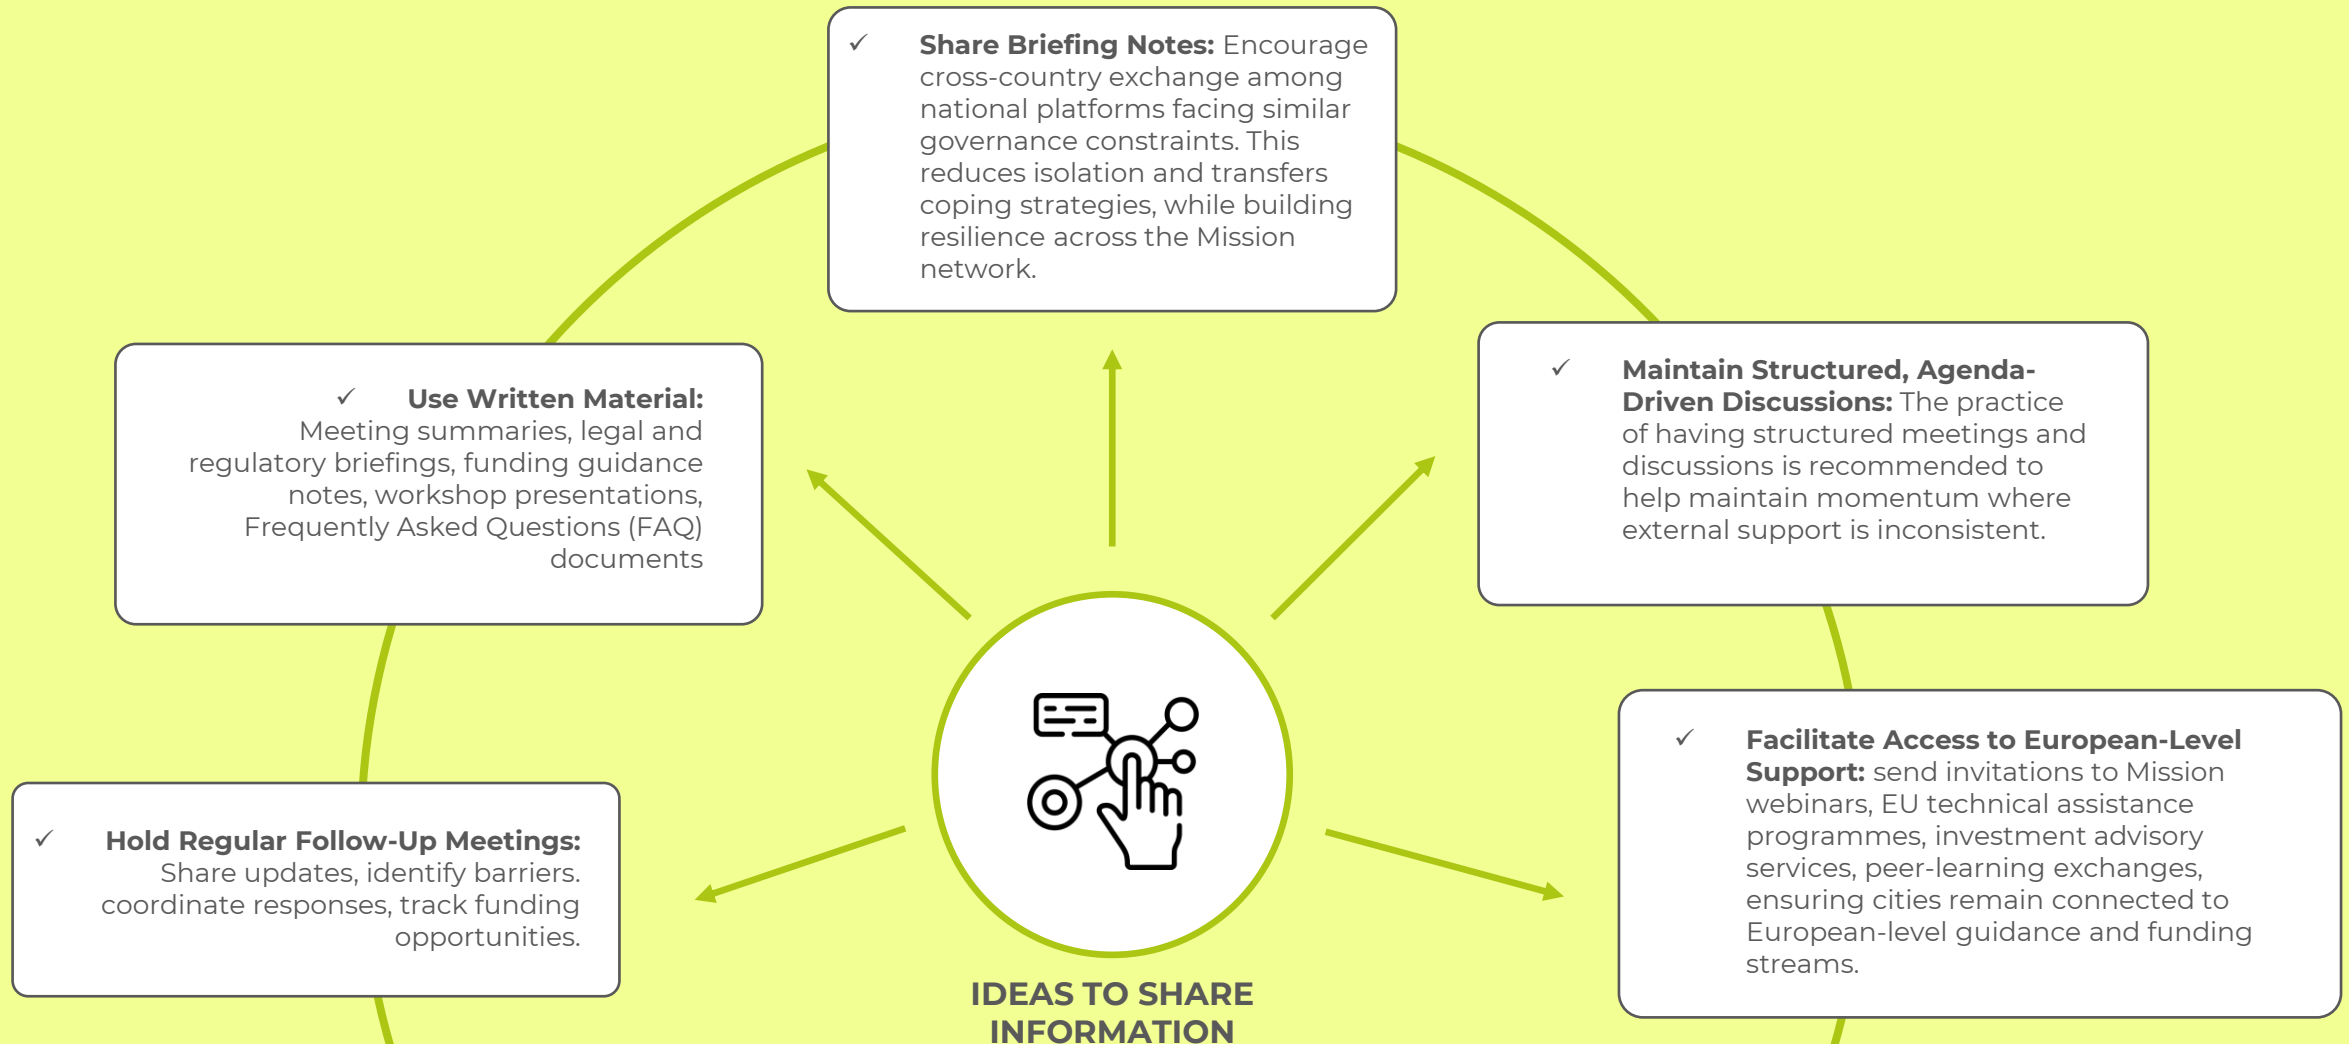 Share Briefing Notes: Encourage
cross-country exchange among
national platforms facing similar
governance constraints. This
reduces isolation and transfers
coping strategies, while building
resilience across the Mission
network.
Use Written Material:
Meeting summaries, legal and
regulatory briefings, funding guidance
notes, workshop presentations,
Frequently Asked Questions (FAQ)
documents
Maintain Structured, Agenda-
Driven Discussions: The practice
of having structured meetings and
discussions is recommended to
help maintain momentum where
external support is inconsistent.
Hold Regular Follow-Up Meetings:
Share updates, identify barriers.
coordinate responses, track funding
opportunities.
Facilitate Access to European-Level
Support: send invitations to Mission
webinars, EU technical assistance
programmes, investment advisory
services, peer-learning exchanges,
ensuring cities remain connected to
European-level guidance and funding
streams.
IDEAS TO SHARE
INFORMATION